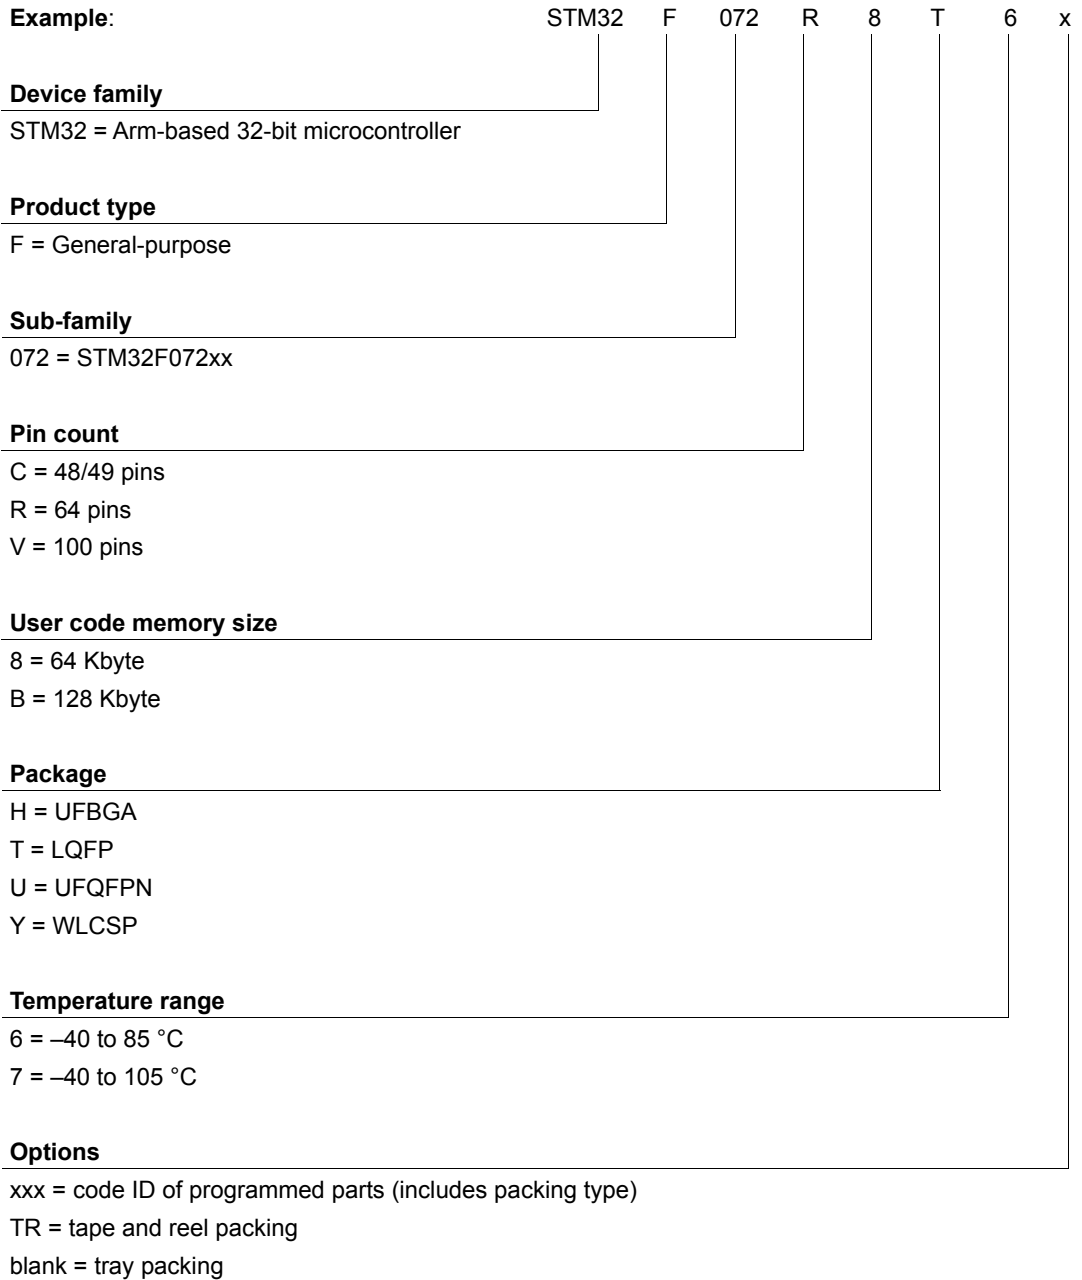 Example: STM32 F 072 R 8 T 6 x
Device family
STM32 = Arm-based 32-bit microcontroller
Product type
F = General-purpose
Sub-family
072 = STM32F072xx
Pin count
C = 48/49 pins
R = 64 pins
V = 100 pins
User code memory size
8 = 64 Kbyte
B = 128 Kbyte
Package
H = UFBGA
T = LQFP
U = UFQFPN
Y = WLCSP
Temperature range
6 = –40 to 85 °C
7 = –40 to 105 °C
Options
xxx = code ID of programmed parts (includes packing type)
TR = tape and reel packing
blank = tray packing